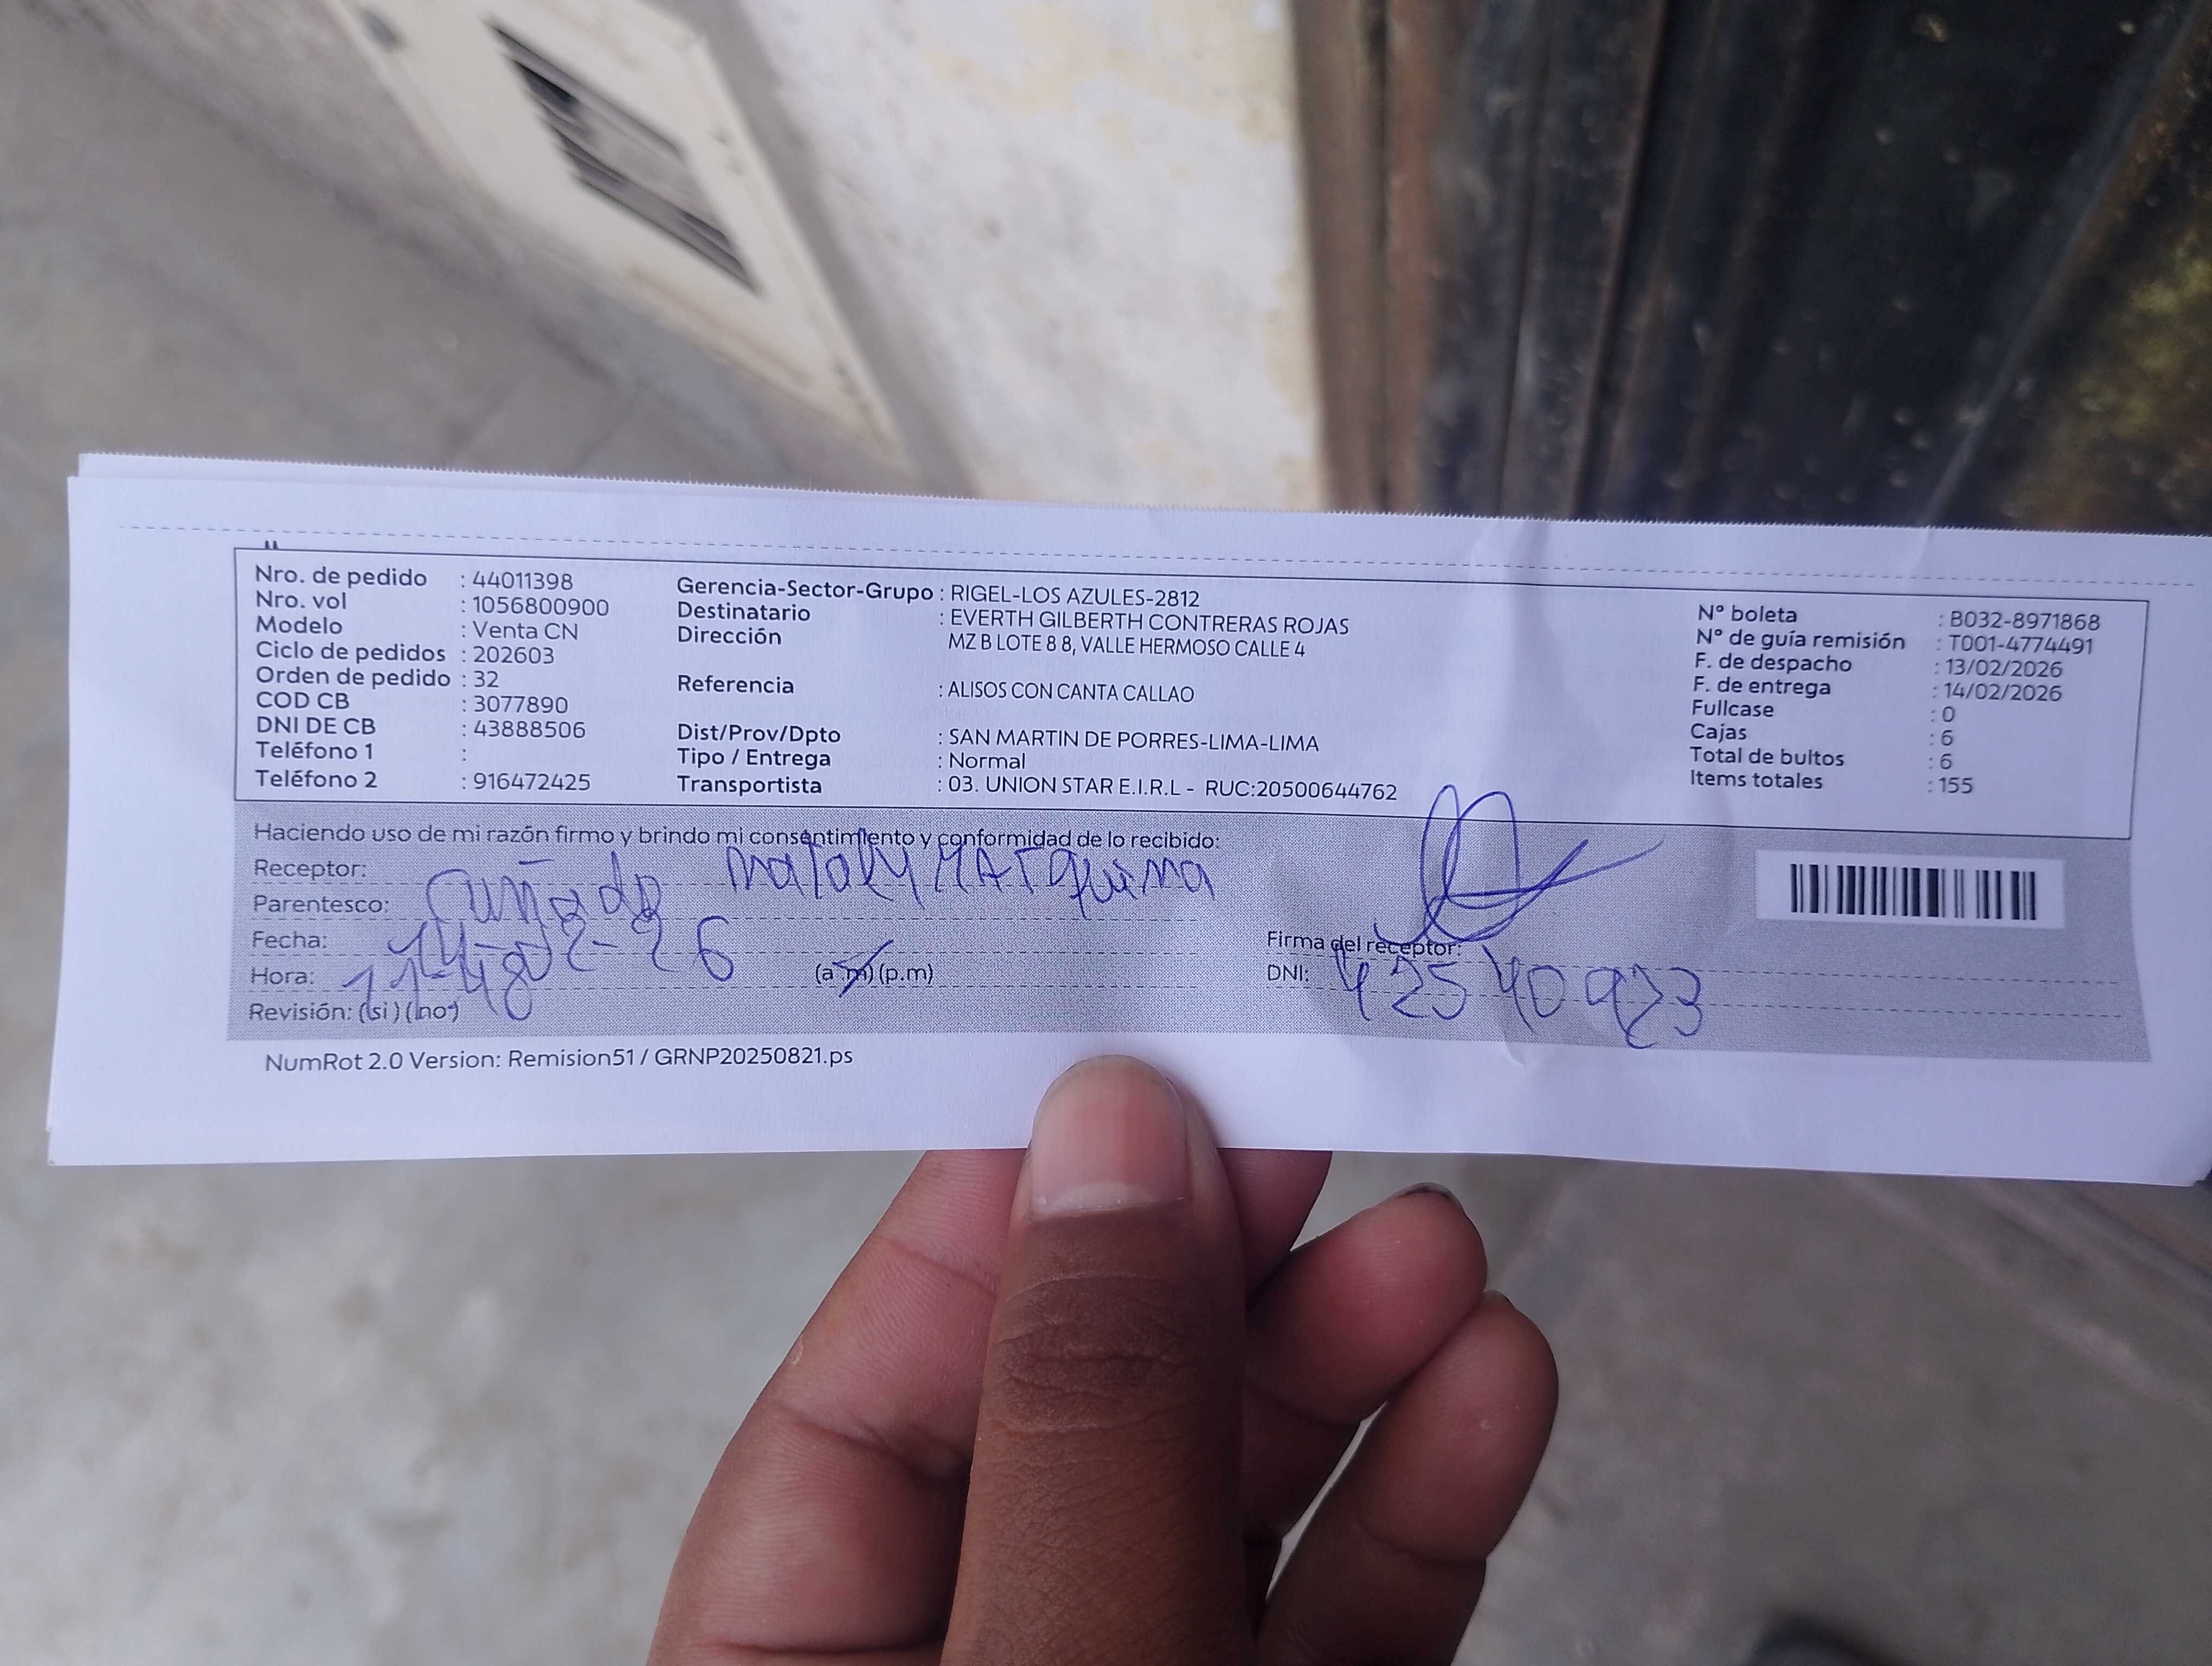 Nro. de pedido : 44011398
Nro. vol : 1056800900
Modelo : Venta CN
Ciclo de pedidos : 202603
Orden de pedido : 32
COD CB : 3077890
DNI DE CB : 43888506
Teléfono 1 :
Teléfono 2 : 916472425
Gerencia-Sector-Grupo : RIGEL-LOS AZULES-2812
Destinatario : EVERTH GILBERTH CONTRERAS ROJAS
Dirección MZ B LOTE 8 8, VALLE HERMOSO CALLE 4
Referencia : ALISOS CON CANTA CALLAO
Dist/Prov/Dpto : SAN MARTIN DE PORRES-LIMA-LIMA
Tipo / Entrega : Normal
Transportista : 03. UNION STAR E.I.R.L - RUC:20500644762
N° boleta : B032-8971868
N° de guía remisión : T001-4774491
F. de despacho : 13/02/2026
F. de entrega : 14/02/2026
Fullcase : 0
Cajas : 6
Total de bultos : 6
Items totales : 155
Haciendo uso de mi razón firmo y brindo mi consentimiento y conformidad de lo recibido:
Receptor: Nataly
Parentesco: cuñada
Fecha: 14-02-26
Hora: 11-48 (a m) (p.m)
Revisión: (si) (no)
Firma del receptor:
DNI: 42540923
NumRot 2.0 Version: Remision51 / GRNP20250821.ps